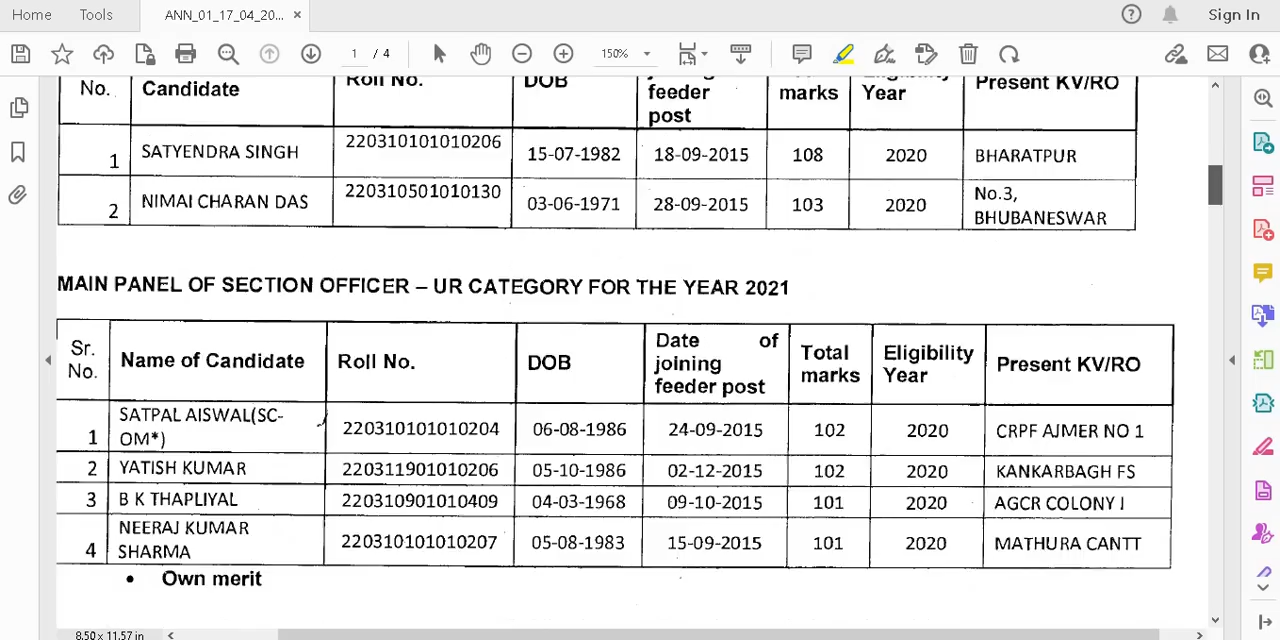 Home Tools ANN_01_17_04_20... × Sign In
1 / 4 150%
No. Candidate Roll No. DOB joining feeder post marks Eligibility Year Present KV/RO
1 SATYENDRA SINGH 220310101010206 15-07-1982 18-09-2015 108 2020 BHARATPUR
2 NIMAI CHARAN DAS 220310501010130 03-06-1971 28-09-2015 103 2020 No.3, BHUBANESWAR
MAIN PANEL OF SECTION OFFICER – UR CATEGORY FOR THE YEAR 2021
Sr. No. Name of Candidate Roll No. DOB Date of joining feeder post Total marks Eligibility Year Present KV/RO
1 SATPAL AISWAL(SC-OM*) 220310101010204 06-08-1986 24-09-2015 102 2020 CRPF AJMER NO 1
2 YATISH KUMAR 220311901010206 05-10-1986 02-12-2015 102 2020 KANKARBAGH FS
3 B K THAPLIYAL 220310901010409 04-03-1968 09-10-2015 101 2020 AGCR COLONY I
4 NEERAJ KUMAR SHARMA 220310101010207 05-08-1983 15-09-2015 101 2020 MATHURA CANTT
• Own merit
8.50 x 11.57 in